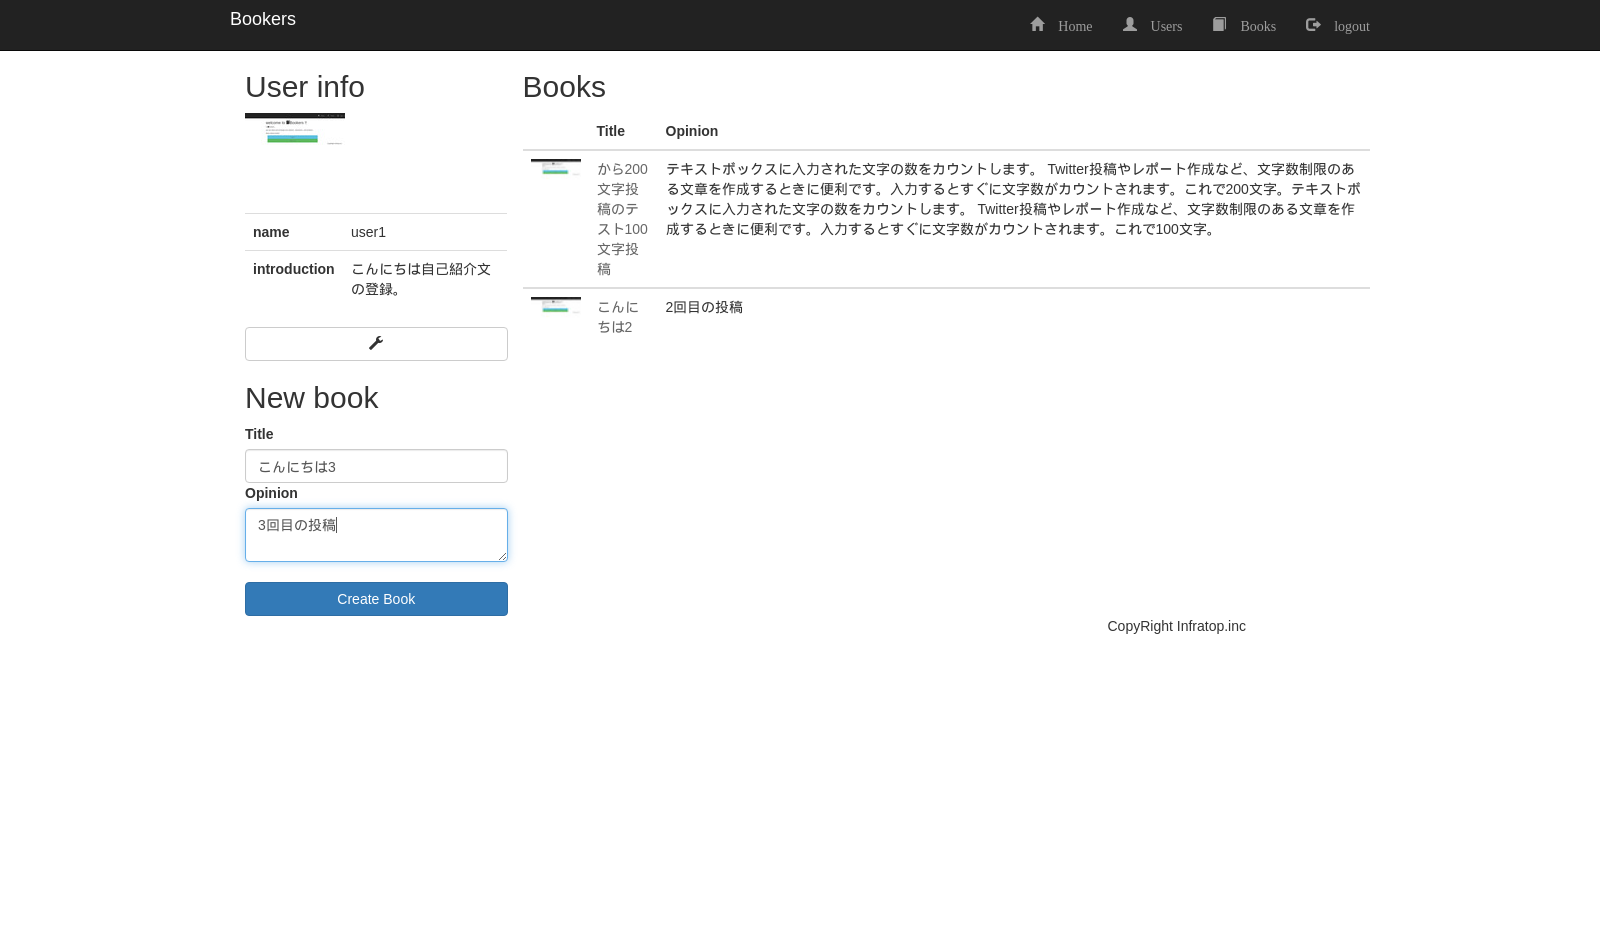 Bookers
Home
Users
Books
logout
User info
name
user1
introduction
こんにちは自己紹介文
の登録。
New book
Title
こんにちは3
Opinion
3回目の投稿
Create Book
Books
Title
Opinion
から200
文字投
稿のテ
スト100
文字投
稿
テキストボックスに入力された文字の数をカウントします。 Twitter投稿やレポート作成など、文字数制限のあ
る文章を作成するときに便利です。入力するとすぐに文字数がカウントされます。これで200文字。テキストボ
ックスに入力された文字の数をカウントします。 Twitter投稿やレポート作成など、文字数制限のある文章を作
成するときに便利です。入力するとすぐに文字数がカウントされます。これで100文字。
こんに
ちは2
2回目の投稿
CopyRight Infratop.inc